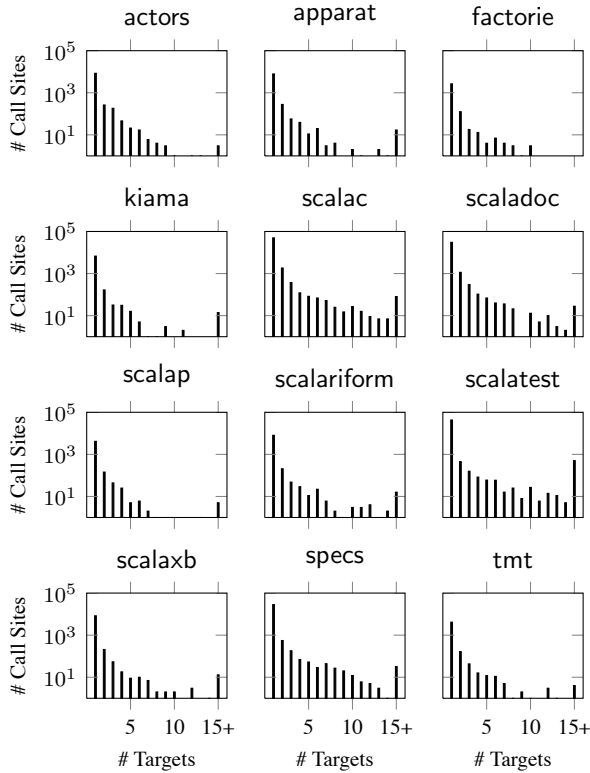 actors apparat factorie
# Call Sites
10^5
10^3
10^1
kiama scalac scaladoc
# Call Sites
10^5
10^3
10^1
scalap scalariform scalatest
# Call Sites
10^5
10^3
10^1
scalaxb specs tmt
# Call Sites
10^5
10^3
10^1
5 10 15+ 5 10 15+ 5 10 15+
# Targets # Targets # Targets